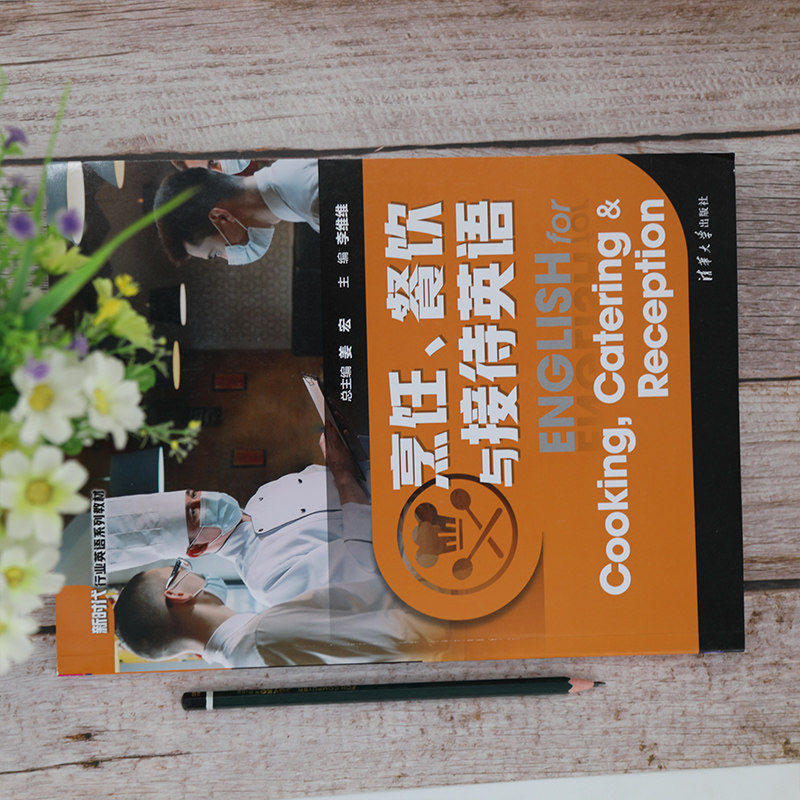 新时代行业英语系列教材
总主编 姜宏 主编 李维维
烹饪、餐饮
与接待英语
ENGLISH for
Cooking, Catering &
Reception
清华大学出版社